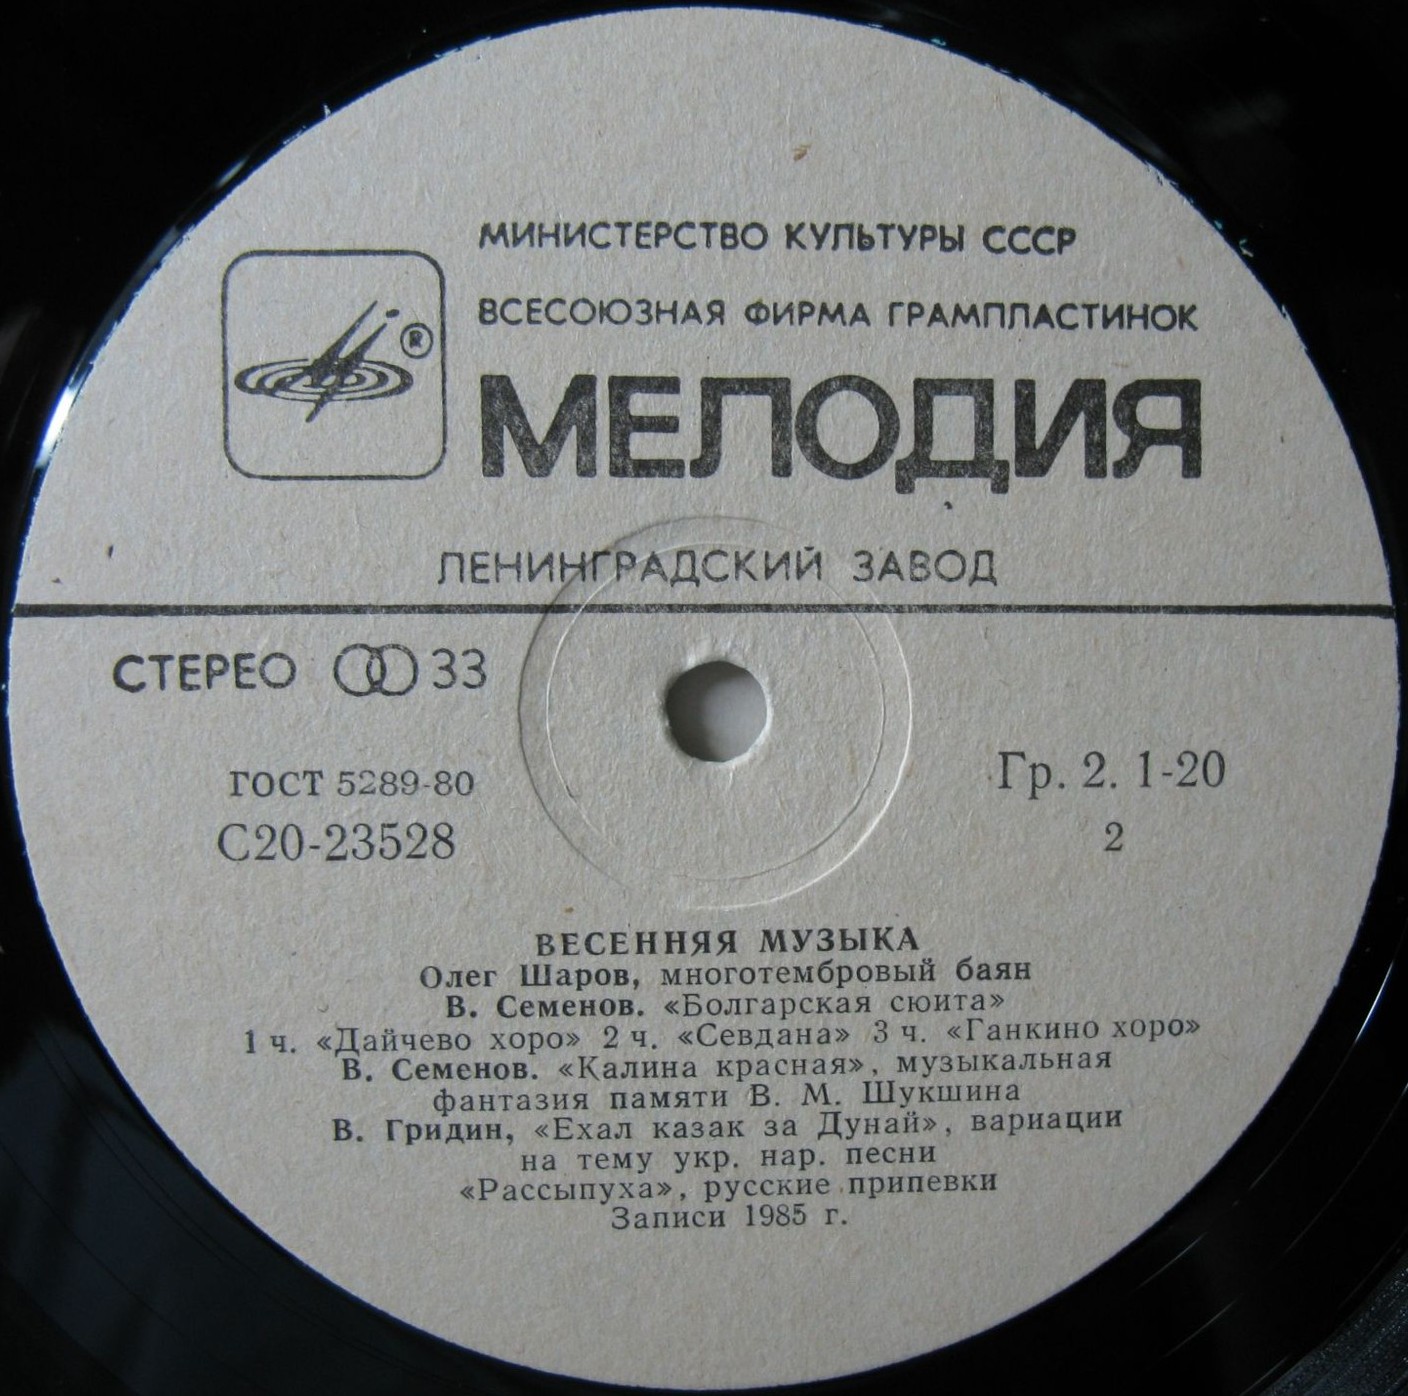 МИНИСТЕРСТВО КУЛЬТУРЫ СССР
ВСЕСОЮЗНАЯ ФИРМА ГРАМПЛАСТИНОК
®
МЕЛОДИЯ
ЛЕНИНГРАДСКИЙ ЗАВОД
СТЕРЕО 33
ГОСТ 5289-80
Гр. 2. 1-20
С20-23528
2
ВЕСЕННЯЯ МУЗЫКА
Олег Шаров, многотембровый баян
В. Семенов. «Болгарская сюита»
1 ч. «Дайчево хоро» 2 ч. «Севдана» 3 ч. «Ганкино хоро»
В. Семенов. «Калина красная», музыкальная
фантазия памяти В. М. Шукшина
В. Гридин, «Ехал казак за Дунай», вариации
на тему укр. нар. песни
«Рассыпуха», русские припевки
Записи 1985 г.